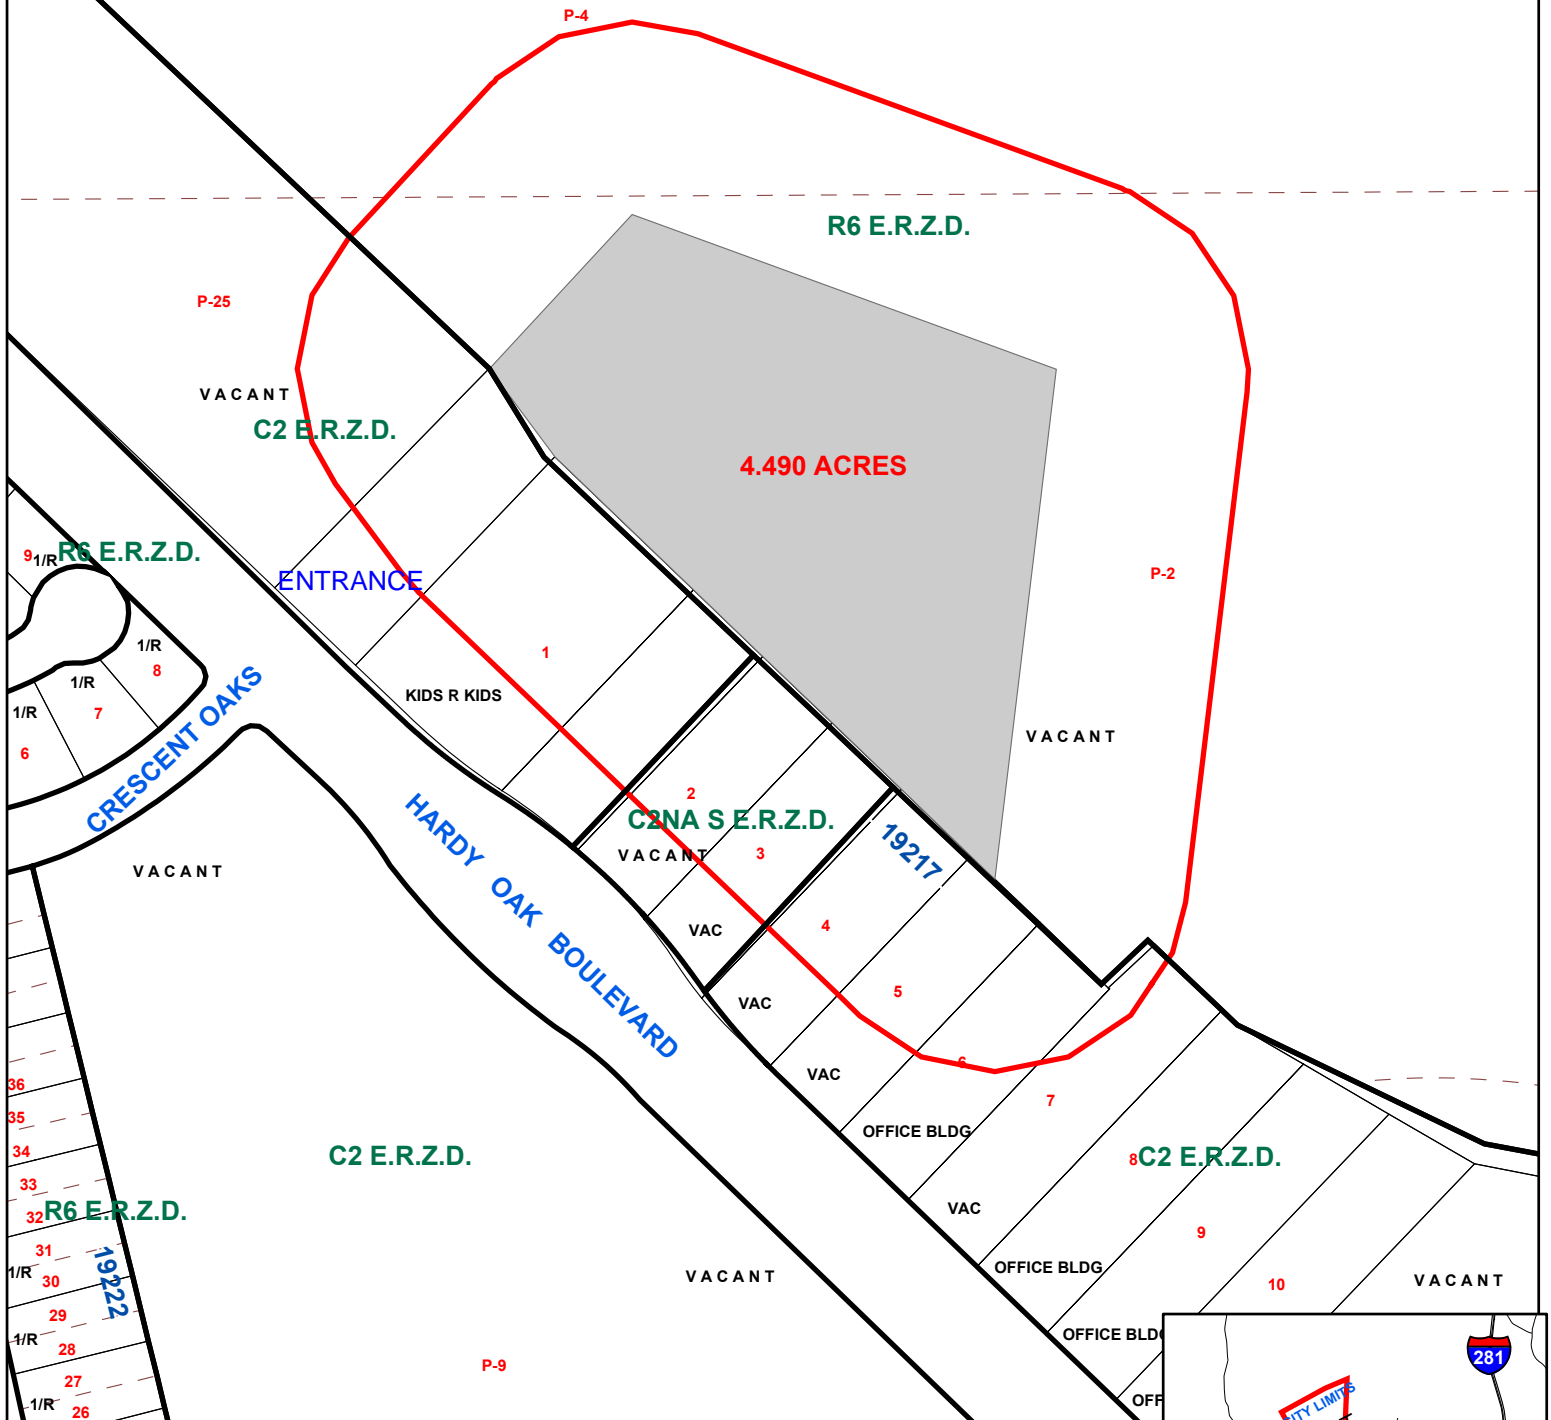 P-4
R6 E.R.Z.D.
P-25
VACANT
C2 E.R.Z.D.
4.490 ACRES
9
1/R
R6 E.R.Z.D.
ENTRANCE
P-2
1/R
8
1
1/R
7
KIDS R KIDS
1/R
6
CRESCENT OAKS
VACANT
2
C2NA S E.R.Z.D.
VACANT
3
19217
HARDY OAK BOULEVARD
VACANT
VAC
4
VAC
5
6
VAC
7
OFFICE BLDG
36
35
34
33
32
R6 E.R.Z.D.
C2 E.R.Z.D.
8
C2 E.R.Z.D.
VAC
9
31
1/R
30
19222
OFFICE BLDG
VACANT
10
VACANT
29
1/R
28
OFFICE BLDG
281
P-9
27
1/R
26
OFF
ITY LIMITS